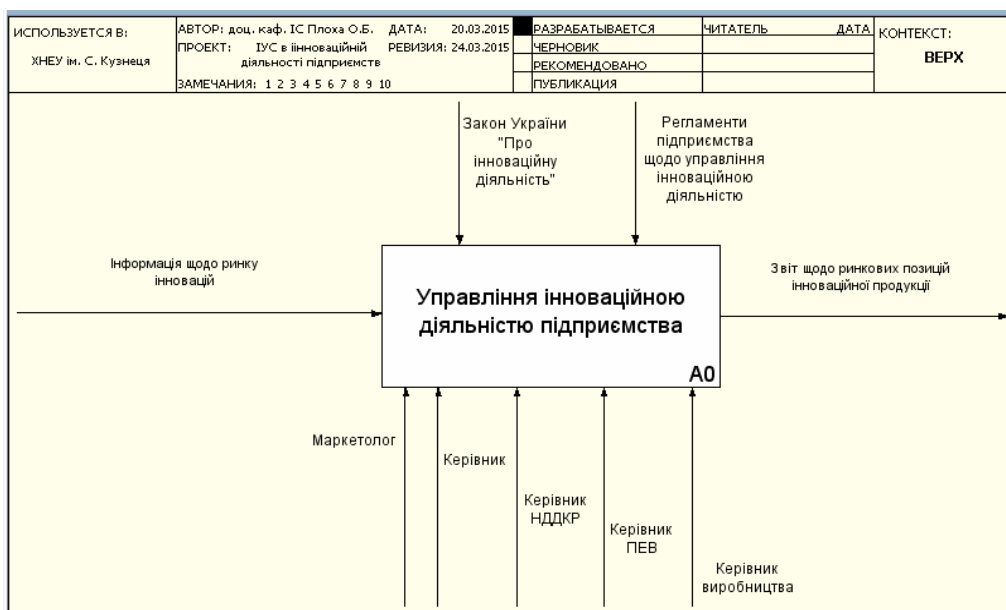 ИСПОЛЬЗУЕТСЯ В:
ХНЕУ ім. С. Кузнеця
АВТОР: доц. каф. ІС Плоха О.Б.
ДАТА: 20.03.2015
ПРОЕКТ: ІУС в іінноваційній
діяльності підприємств
РЕВИЗИЯ: 24.03.2015
ЗАМЕЧАНИЯ: 1 2 3 4 5 6 7 8 9 10
РАЗРАБАТЫВАЕТСЯ
ЧЕРНОВИК
РЕКОМЕНДОВАНО
ПУБЛИКАЦИЯ
ЧИТАТЕЛЬ
ДАТА
КОНТЕКСТ:
ВЕРХ
Закон України
"Про
інноваційну
діяльність"
Регламенти
підприємства
щодо управління
інноваційною
діяльністю
Інформація щодо ринку
інновацій
Управління інноваційною
діяльністю підприємства
A0
Звіт щодо ринкових позицій
інноваційної продукції
Маркетолог
Керівник
Керівник
НДДКР
Керівник
ПЕВ
Керівник
виробництва